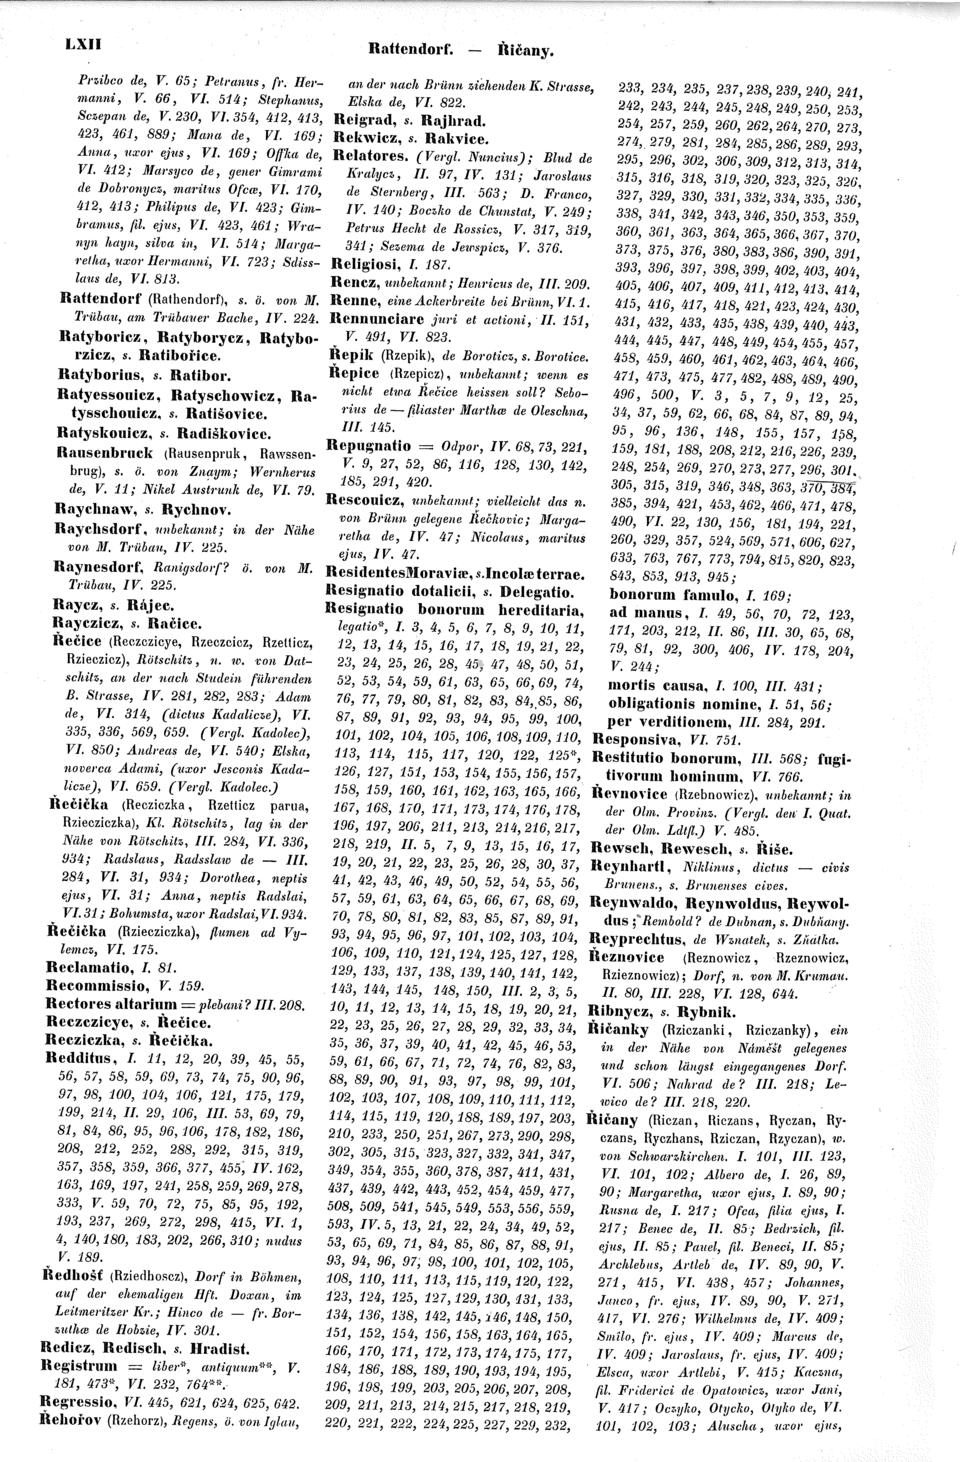 LXII
Rattendorf. — Řičany.
Przibco de, V. 65; Petranus, fr. Her-
manni, V. 66, VI. 514; Stephanus,
Sczepan de, V. 230, VI. 354, 412, 413,
423, 461, 889; Mana de, VI. 169;
Anna, uxor ejus, VI. 169; Offka de,
VI. 412; Marsyco de, gener Gimrami
de Dobronycz, maritus Ofcæ, VI. 170,
412, 413; Philipus de, VI. 423; Gim-
bramus, fil. ejus, VI. 423, 461; Wra-
nyn hayn, silva in, VI. 514; Marga-
retha, uxor Hermanni, VI. 723; Sdiss-
laus de, VI. 813.
Rattendorf (Rathendorf), s. ö. von M.
Trübau, am Trübauer Bache, IV. 224.
Ratyboricz, Ratyborycz, Ratybo-
rzicz, s. Ratibořice.
Ratyborius, s. Ratibor.
Ratyessouicz, Ratyschowicz, Ra-
tysschouicz, s. Ratišovice.
Ratyskouicz, s. Radiškovice.
Rausenbruck (Rausenpruk, Rawssen-
brug), s. ö. von Znaym; Wernherus
de, V. 11; Nikel Austrunk de, VI. 79.
Raychnaw, s. Rychnov.
Raychsdorf, unbekannt; in der Nähe
von M. Trübau, IV. 225.
Raynesdorf, Ranigsdorf? ö. von M.
Trübau, IV. 225.
Raycz, s. Rájec.
Rayczicz, s. Račice.
Řečice (Reczczicye, Rzeczcicz, Rzetticz,
Rzieczicz), Rötschitz, n. w. von Dat-
schitz, an der nach Studein führenden
B. Strasse, IV. 281, 282, 283; Adam
de, VI. 314, (dictus Kadalicze), VI.
335, 336, 569, 659. (Vergl. Kadolec),
VI. 850; Andreas de, VI. 540; Elska,
noverca Adami, (uxor Jesconis Kada-
licze), VI. 659. (Vergl. Kadolec.)
Řečička (Recziczka, Rzetticz parua,
Rziecziczka), Kl. Rötschitz, lag in der
Nähe von Rötschitz, III. 284, VI. 336,
934; Radslaus, Radsslaw de — III.
284, VI. 31, 934; Dorothea, neptis
ejus, VI. 31; Anna, neptis Radslai,
VI. 31; Bohumsta, uxor Radslai, VI. 934.
Řečička (Rziecziczka), flumen ad Vy-
lemcz, VI. 175.
Reclamatio, I. 81.
Recommissio, V. 159.
Rectores altarium = plebani? III. 208.
Reczczicye, s. Řečice.
Recziczka, s. Řečička.
Redditus, I. 11, 12, 20, 39, 45, 55,
56, 57, 58, 59, 69, 73, 74, 75, 90, 96,
97, 98, 100, 104, 106, 121, 175, 179,
199, 214, II. 29, 106, III. 53, 69, 79,
81, 84, 86, 95, 96, 106, 178, 182, 186,
208, 212, 252, 288, 292, 315, 319,
357, 358, 359, 366, 377, 455, IV. 162,
163, 169, 197, 241, 258, 259, 269, 278,
333, V. 59, 70, 72, 75, 85, 95, 192,
193, 237, 269, 272, 298, 415, VI. 1,
4, 140, 180, 183, 202, 266, 310; nudus
V. 189.
Ředhošť (Rziedhoscz), Dorf in Böhmen,
auf der ehemaligen Hft. Doxan, im
Leitmeritzer Kr.; Hinco de — fr. Bor-
zuthæ de Hobzie, IV. 301.
Redicz, Redisch, s. Hradist.
Registrum = liber*, antiquum**, V.
181, 473*, VI. 232, 764**.
Regressio, VI. 445, 621, 624, 625, 642.
Řehořov (Rzehorz), Regens, ö. von Iglau,
an der nach Brünn ziehenden K. Strasse,
Elska de, VI. 822.
Reigrad, s. Rajhrad.
Rekwicz, s. Rakvice.
Relatores. (Vergl. Nuncius); Blud de
Kralycz, II. 97, IV. 131; Jaroslaus
de Sternberg, III. 563; D. Franco,
IV. 140; Boczko de Chunstat, V. 249;
Petrus Hecht de Rossicz, V. 317, 319,
341; Sezema de Jewspicz, V. 376.
Religiosi, I. 187.
Rencz, unbekannt; Henricus de, III. 209.
Renne, eine Ackerbreite bei Brünn, VI. 1.
Rennunciare juri et actioni, II. 151,
V. 491, VI. 823.
Řepik (Rzepik), de Boroticz, s. Borotice.
Řepice (Rzepicz), unbekannt; wenn es
nicht etwa Řečice heissen soll? Sebo-
rius de — filiaster Marthæ de Oleschna,
III. 145.
Repugnatio = Odpor, IV. 68, 73, 221,
V. 9, 27, 52, 86, 116, 128, 130, 142,
185, 291, 420.
Rescouicz, unbekannt; vielleicht das n.
von Brünn gelegene Řečkovic; Marga-
retha de, IV. 47; Nicolaus, maritus
ejus, IV. 47.
Residentes Moraviæ, s. Incolæ terrae.
Resignatio dotalicii, s. Delegatio.
Resignatio bonorum hereditaria,
legatio*, I. 3, 4, 5, 6, 7, 8, 9, 10, 11,
12, 13, 14, 15, 16, 17, 18, 19, 21, 22,
23, 24, 25, 26, 28, 45, 47, 48, 50, 51,
52, 53, 54, 59, 61, 63, 65, 66, 69, 74,
76, 77, 79, 80, 81, 82, 83, 84, 85, 86,
87, 89, 91, 92, 93, 94, 95, 99, 100,
101, 102, 104, 105, 106, 108, 109, 110,
113, 114, 115, 117, 120, 122, 125*,
126, 127, 151, 153, 154, 155, 156, 157,
158, 159, 160, 161, 162, 163, 165, 166,
167, 168, 170, 171, 173, 174, 176, 178,
196, 197, 206, 211, 213, 214, 216, 217,
218, 219, II. 5, 7, 9, 13, 15, 16, 17,
19, 20, 21, 22, 23, 25, 26, 28, 30, 37,
41, 42, 43, 46, 49, 50, 52, 54, 55, 56,
57, 59, 61, 63, 64, 65, 66, 67, 68, 69,
70, 78, 80, 81, 82, 83, 85, 87, 89, 91,
93, 94, 95, 96, 97, 101, 102, 103, 104,
106, 109, 110, 121, 124, 125, 127, 128,
129, 133, 137, 138, 139, 140, 141, 142,
143, 144, 145, 148, 150, III. 2, 3, 5,
10, 11, 12, 13, 14, 15, 18, 19, 20, 21,
22, 23, 25, 26, 27, 28, 29, 32, 33, 34,
35, 36, 37, 39, 40, 41, 42, 45, 46, 53,
59, 61, 66, 67, 71, 72, 74, 76, 82, 83,
88, 89, 90, 91, 93, 97, 98, 99, 101,
102, 103, 107, 108, 109, 110, 111, 112,
114, 115, 119, 120, 188, 189, 197, 203,
210, 233, 250, 251, 267, 273, 290, 298,
302, 305, 315, 323, 327, 332, 341, 347,
349, 354, 355, 360, 378, 387, 411, 431,
437, 439, 442, 443, 452, 454, 459, 477,
508, 509, 541, 545, 549, 553, 556, 559,
593, IV. 5, 13, 21, 22, 24, 34, 49, 52,
53, 65, 69, 71, 84, 85, 86, 87, 88, 91,
93, 94, 96, 97, 98, 100, 101, 102, 105,
108, 110, 111, 113, 115, 119, 120, 122,
123, 124, 125, 127, 129, 130, 131, 133,
134, 136, 138, 142, 145, 146, 148, 150,
151, 152, 154, 156, 158, 163, 164, 165,
166, 170, 171, 172, 173, 174, 175, 177,
184, 186, 188, 189, 190, 193, 194, 195,
196, 198, 199, 203, 205, 206, 207, 208,
209, 211, 213, 214, 215, 217, 218, 219,
220, 221, 222, 224, 225, 227, 229, 232,
233, 234, 235, 237, 238, 239, 240, 241,
242, 243, 244, 245, 248, 249, 250, 253,
254, 257, 259, 260, 262, 264, 270, 273,
274, 279, 281, 284, 285, 286, 289, 293,
295, 296, 302, 306, 309, 312, 313, 314,
315, 316, 318, 319, 320, 323, 325, 326,
327, 329, 330, 331, 332, 334, 335, 336,
338, 341, 342, 343, 346, 350, 353, 359,
360, 361, 363, 364, 365, 366, 367, 370,
373, 375, 376, 380, 383, 386, 390, 391,
393, 396, 397, 398, 399, 402, 403, 404,
405, 406, 407, 409, 411, 412, 413, 414,
415, 416, 417, 418, 421, 423, 424, 430,
431, 432, 433, 435, 438, 439, 440, 443,
444, 445, 447, 448, 449, 454, 455, 457,
458, 459, 460, 461, 462, 463, 464, 466,
471, 473, 475, 477, 482, 488, 489, 490,
496, 500, V. 3, 5, 7, 9, 12, 25,
34, 37, 59, 62, 66, 68, 84, 87, 89, 94,
95, 96, 136, 148, 155, 157, 158,
159, 181, 188, 208, 212, 216, 226, 239,
248, 254, 269, 270, 273, 277, 296, 301,
305, 315, 319, 346, 348, 363, 370, 384,
385, 394, 421, 453, 462, 466, 471, 478,
490, VI. 22, 130, 156, 181, 194, 221,
260, 329, 357, 524, 569, 571, 606, 627,
633, 763, 767, 773, 794, 815, 820, 823,
843, 853, 913, 945;
bonorum famulo, I. 169;
ad manus, I. 49, 56, 70, 72, 123,
171, 203, 212, II. 86, III. 30, 65, 68,
79, 81, 92, 300, 406, IV. 178, 204,
V. 244;
mortis causa, I. 100, III. 431;
obligationis nomine, I. 51, 56;
per verditionem, III. 284, 291.
Responsiva, VI. 751.
Restitutio bonorum, III. 568; fugi-
tivorum hominum, VI. 766.
Řevnovice (Rzebnowicz), unbekannt; in
der Olm. Provinz. (Vergl. den I. Quat.
der Olm. Ldtfl.) V. 485.
Rewsch, Rewesch, s. Říše.
Reynhartl, Niklinus, dictus — civis
Brunens., s. Brunenses cives.
Reynwaldo, Reynwoldus, Reywol-
dus; Rembold? de Dubnan, s. Dubňany.
Reyprechtus, de Wznatek, s. Zňátka.
Řeznovice (Reznowicz, Rzeznowicz,
Rzieznowicz); Dorf, n. von M. Krumau.
II. 80, III. 228, VI. 128, 644.
Ribnycz, s. Rybnik.
Řičanky (Rziczanki, Rziczanky), ein
in der Nähe von Náměšť gelegenes
und schon längst eingegangenes Dorf.
VI. 506; Nahrad de? III. 218; Le-
wico de? III. 218, 220.
Řičany (Riczan, Riczans, Ryczan, Ry-
czans, Ryczhans, Rziczan, Rzyczan), w.
von Schwarzkirchen. I. 101, III. 123,
VI. 101, 102; Albero de, I. 26, 89,
90; Margaretha, uxor ejus, I. 89, 90;
Rusna de, I. 217; Ofca, filia ejus, I.
217; Benec de, II. 85; Bedrzich, fil.
ejus, II. 85; Pauel, fil. Beneci, II. 85;
Archlebus, Artleb de, IV. 89, 90, V.
271, 415, VI. 438, 457; Johannes,
Janco, fr. ejus, IV. 89, 90, V. 271,
417, VI. 276; Wilhelmus de, IV. 409;
Smilo, fr. ejus, IV. 409; Marcus de,
IV. 409; Jaroslaus, fr. ejus, IV. 409;
Elsca, uxor Artlebi, V. 415; Kaczna,
fil. Friderici de Opatowicz, uxor Jani,
V. 417; Oczyko, Otycko, Otyko de, VI.
101, 102, 103; Aluscha, uxor ejus,